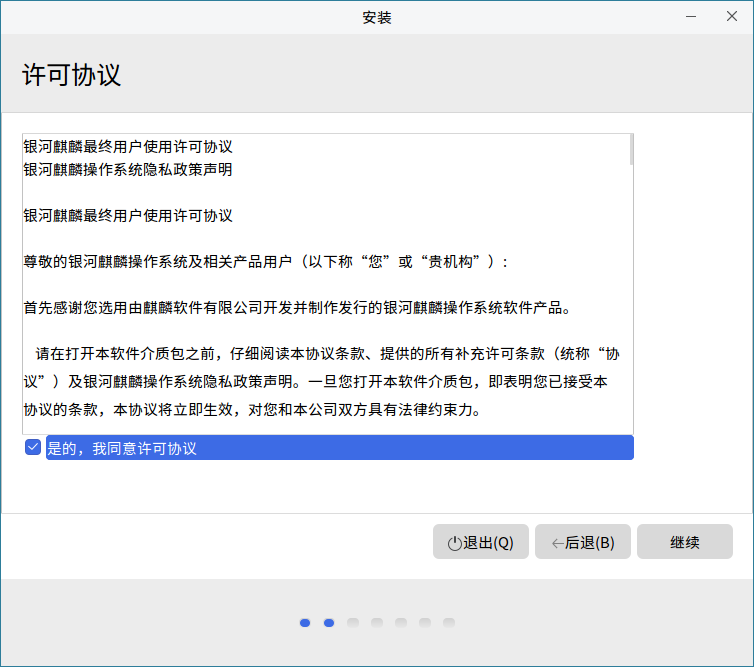 安装
许可协议
银河麒麟最终用户使用许可协议
银河麒麟操作系统隐私政策声明
银河麒麟最终用户使用许可协议
尊敬的银河麒麟操作系统及相关产品用户（以下称“您”或“贵机构”）:
首先感谢您选用由麒麟软件有限公司开发并制作发行的银河麒麟操作系统软件产品。
请在打开本软件介质包之前，仔细阅读本协议条款、提供的所有补充许可条款（统称“协
议”）及银河麒麟操作系统隐私政策声明。一旦您打开本软件介质包，即表明您已接受本
协议的条款，本协议将立即生效，对您和本公司双方具有法律约束力。
是的，我同意许可协议
退出(Q) 后退(B) 继续